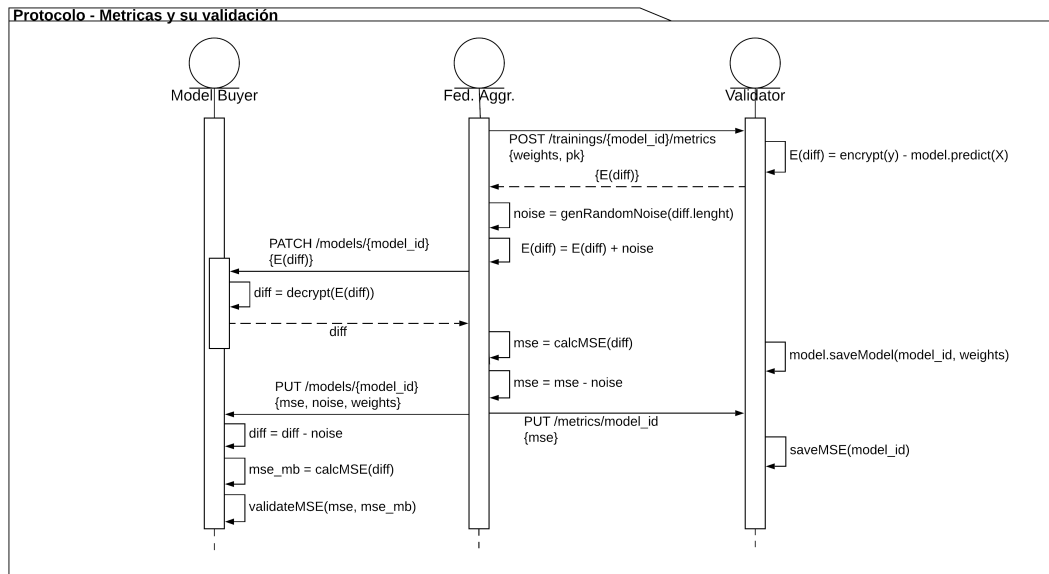 Protocolo - Metricas y su validación
Model Buyer
Fed. Aggr.
Validator
POST /trainings/{model_id}/metrics
{weights, pk}
E(diff) = encrypt(y) - model.predict(X)
{E(diff)}
noise = genRandomNoise(diff.lenght)
E(diff) = E(diff) + noise
PATCH /models/{model_id}
{E(diff)}
diff = decrypt(E(diff))
diff
mse = calcMSE(diff)
model.saveModel(model_id, weights)
mse = mse - noise
PUT /models/{model_id}
{mse, noise, weights}
PUT /metrics/model_id
{mse}
diff = diff - noise
saveMSE(model_id)
mse_mb = calcMSE(diff)
validateMSE(mse, mse_mb)